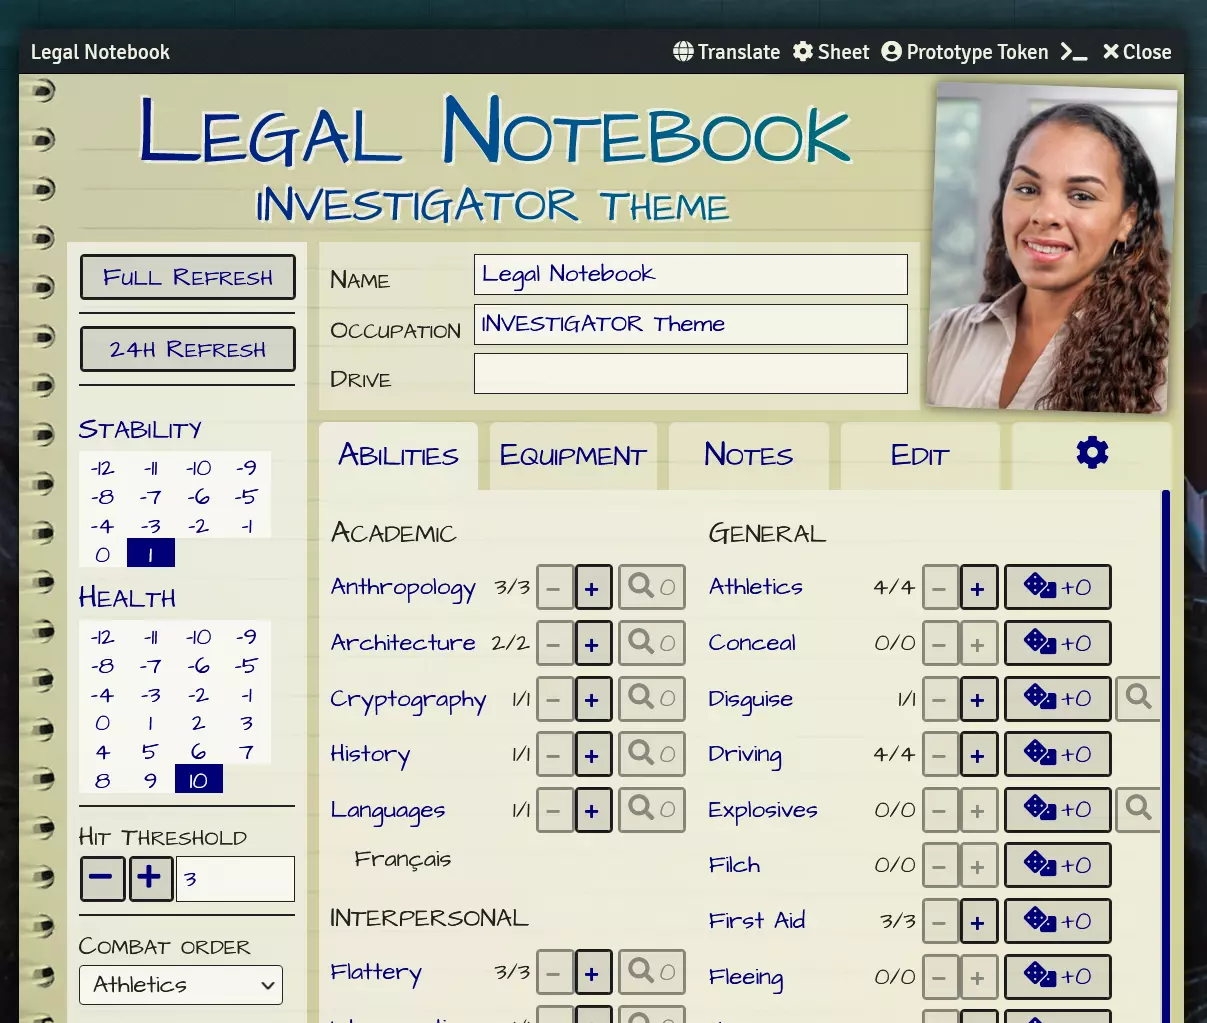 Legal Notebook Translate Sheet Prototype Token Close
Legal Notebook
INVESTIGATOR Theme
Full Refresh
24h Refresh
Stability
-12 -11 -10 -9
-8 -7 -6 -5
-4 -3 -2 -1
0 1
Health
-12 -11 -10 -9
-8 -7 -6 -5
-4 -3 -2 -1
0 1 2 3
4 5 6 7
8 9 10
Hit Threshold
3
Combat order
Athletics
Name Legal Notebook
Occupation INVESTIGATOR Theme
Drive
Abilities Equipment Notes Edit
Academic
Anthropology 3/3 − + 0
Architecture 2/2 − + 0
Cryptography 1/1 − + 0
History 1/1 − + 0
Languages 1/1 − + 0
Français
Interpersonal
Flattery 3/3 − + 0
General
Athletics 4/4 − + +0
Conceal 0/0 − + +0
Disguise 1/1 − + +0
Driving 4/4 − + +0
Explosives 0/0 − + +0
Filch 0/0 − + +0
First Aid 3/3 − + +0
Fleeing 0/0 − + +0